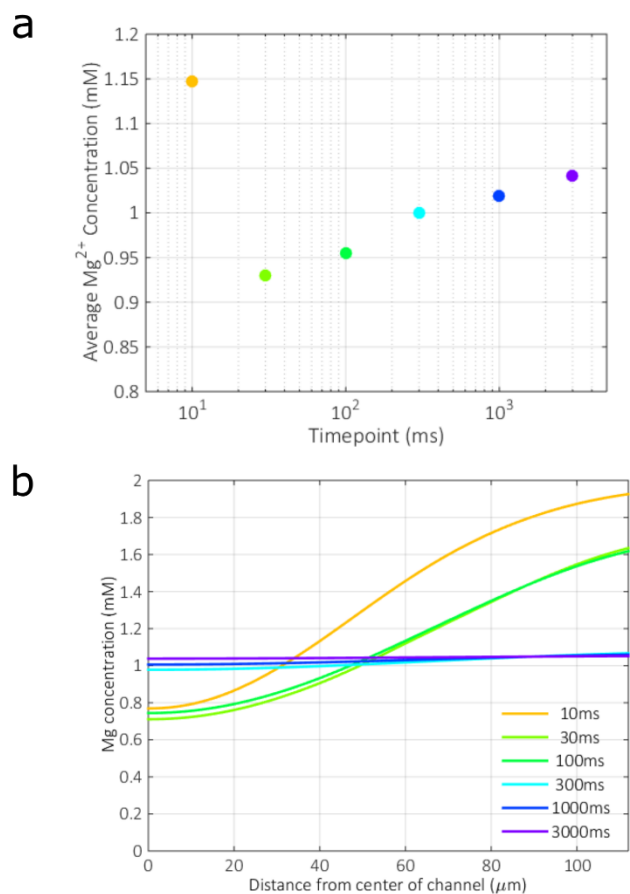 a
Average Mg2+ Concentration (mM)
1.2
1.15
1.1
1.05
1
0.95
0.9
0.85
0.8
10^1
10^2
10^3
Timepoint (ms)
b
Mg concentration (mM)
2
1.8
1.6
1.4
1.2
1
0.8
0.6
0.4
0.2
0
10ms
30ms
100ms
300ms
1000ms
3000ms
0
20
40
60
80
100
Distance from center of channel (μm)